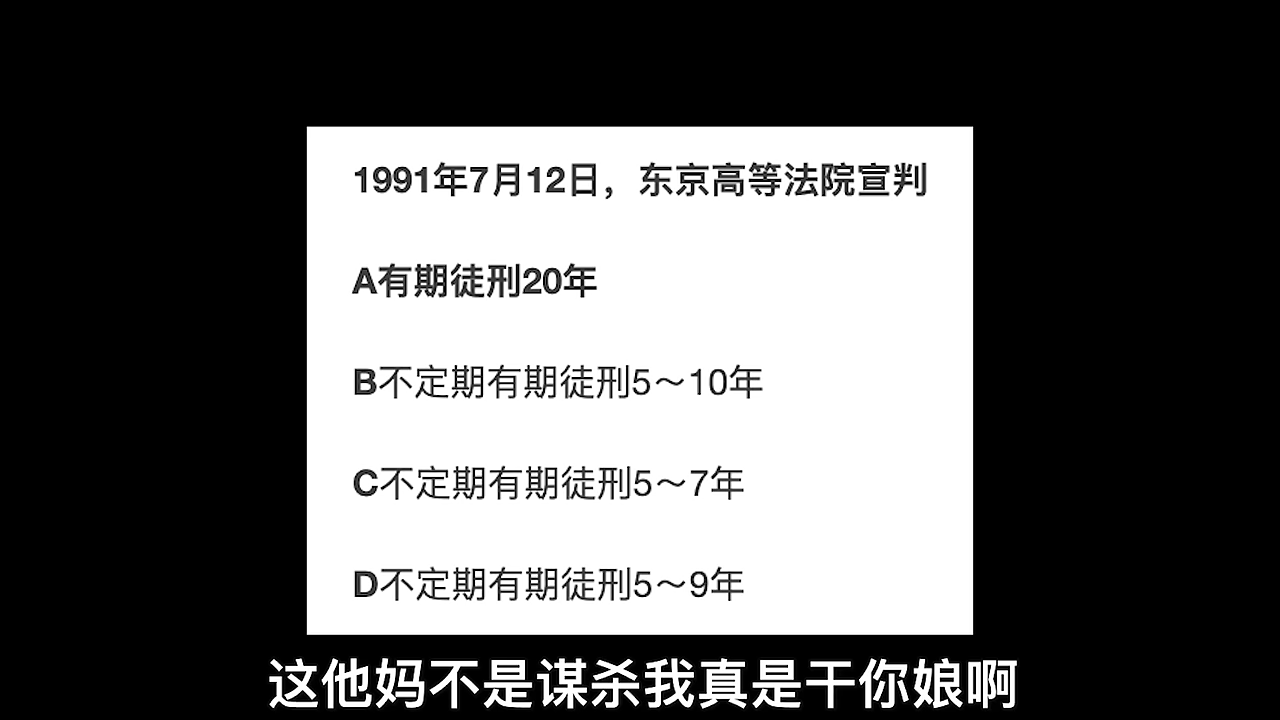 1991年7月12日，东京高等法院宣判
A有期徒刑20年
B不定期有期徒刑5～10年
C不定期有期徒刑5～7年
D不定期有期徒刑5～9年
这他妈不是谋杀我真是干你娘啊